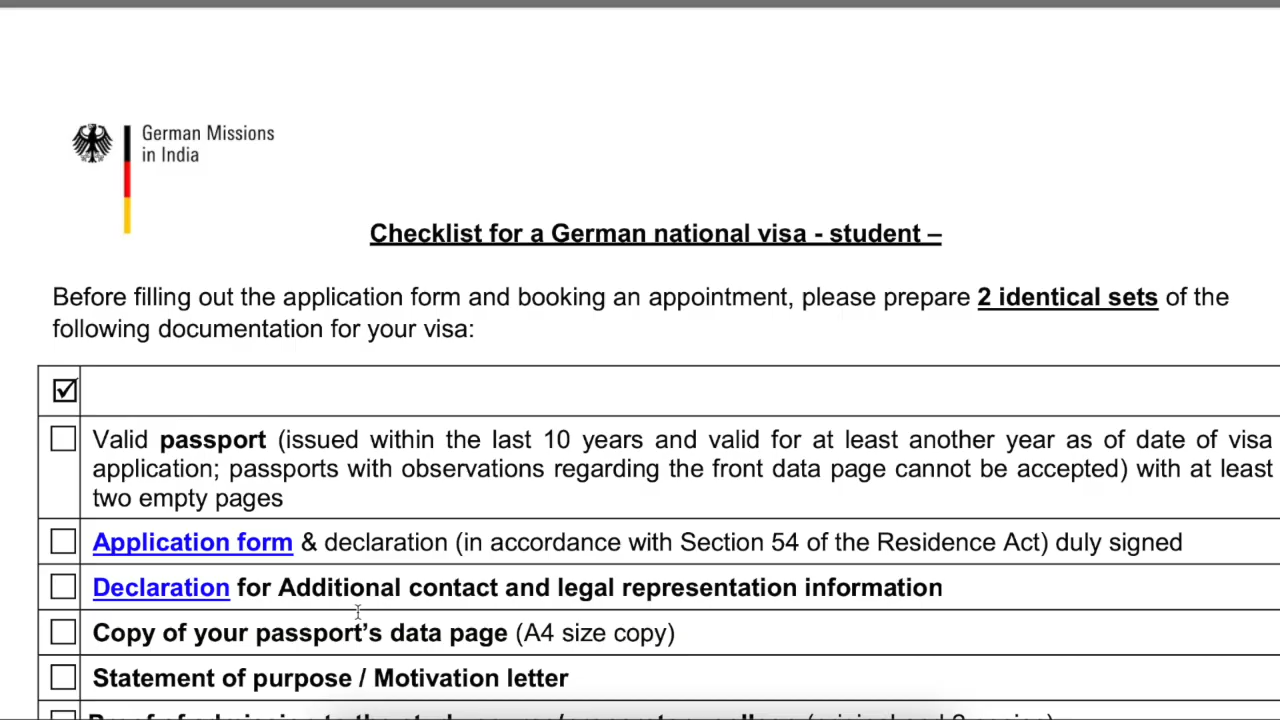 German Missions
in India
Checklist for a German national visa - student –
Before filling out the application form and booking an appointment, please prepare 2 identical sets of the
following documentation for your visa:
Valid passport (issued within the last 10 years and valid for at least another year as of date of visa
application; passports with observations regarding the front data page cannot be accepted) with at least
two empty pages
Application form & declaration (in accordance with Section 54 of the Residence Act) duly signed
Declaration for Additional contact and legal representation information
Copy of your passport’s data page (A4 size copy)
Statement of purpose / Motivation letter